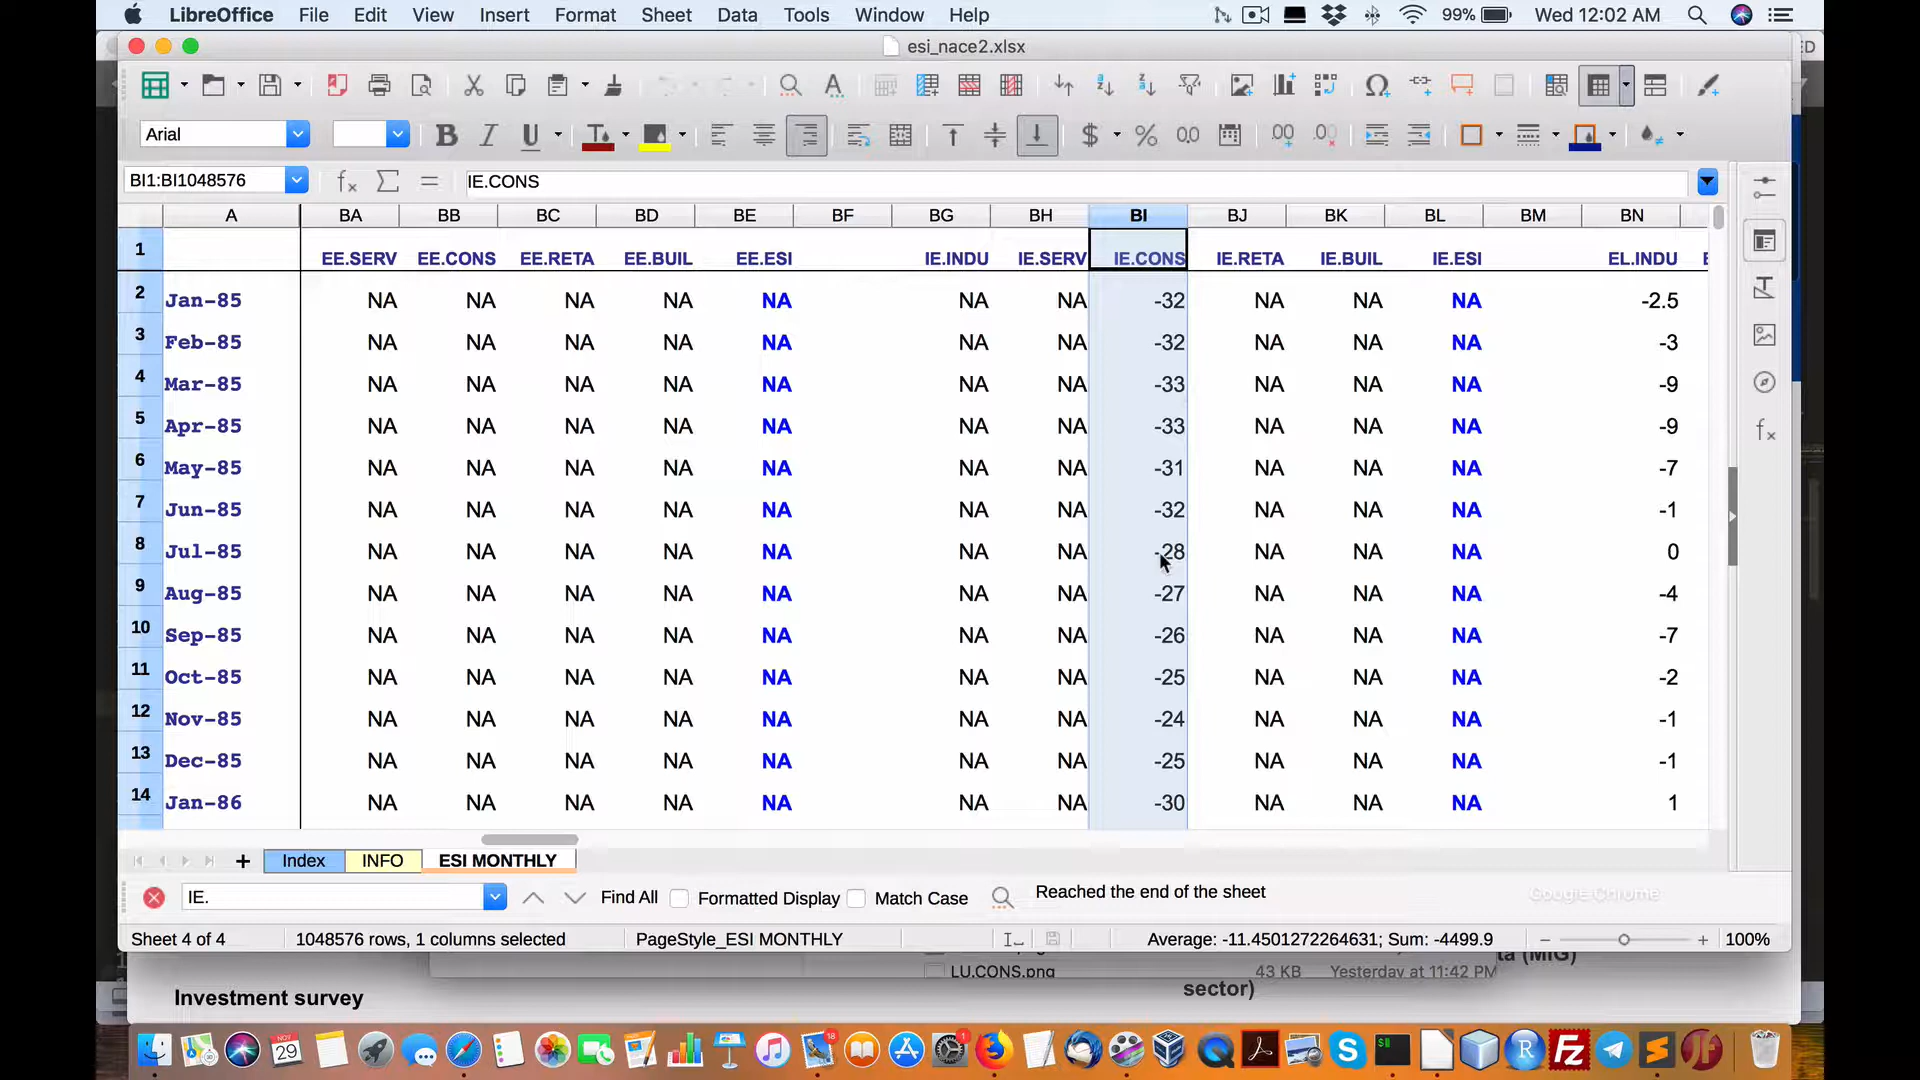 LibreOffice File Edit View Insert Format Sheet Data Tools Window Help 99% Wed 12:02 AM
esi_nace2.xlsx
Arial
BI1:BI1048576 IE.CONS
A BA BB BC BD BE BF BG BH BI BJ BK BL BM BN
1 EE.SERV EE.CONS EE.RETA EE.BUIL EE.ESI IE.INDU IE.SERV IE.CONS IE.RETA IE.BUIL IE.ESI EL.INDU
2 Jan-85 NA NA NA NA NA NA NA -32 NA NA NA -2.5
3 Feb-85 NA NA NA NA NA NA NA -32 NA NA NA -3
4 Mar-85 NA NA NA NA NA NA NA -33 NA NA NA -9
5 Apr-85 NA NA NA NA NA NA NA -33 NA NA NA -9
6 May-85 NA NA NA NA NA NA NA -31 NA NA NA -7
7 Jun-85 NA NA NA NA NA NA NA -32 NA NA NA -1
8 Jul-85 NA NA NA NA NA NA NA -28 NA NA NA 0
9 Aug-85 NA NA NA NA NA NA NA -27 NA NA NA -4
10 Sep-85 NA NA NA NA NA NA NA -26 NA NA NA -7
11 Oct-85 NA NA NA NA NA NA NA -25 NA NA NA -2
12 Nov-85 NA NA NA NA NA NA NA -24 NA NA NA -1
13 Dec-85 NA NA NA NA NA NA NA -25 NA NA NA -1
14 Jan-86 NA NA NA NA NA NA NA -30 NA NA NA 1
Index INFO ESI MONTHLY
IE. Find All Formatted Display Match Case Reached the end of the sheet Google Chrome
Sheet 4 of 4 1048576 rows, 1 columns selected PageStyle_ESI MONTHLY Average: -11.4501272264631; Sum: -4499.9 100%
ta (MIG)
LU.CONS.png 43 KB Yesterday at 11:42 PM
sector)
Investment survey
NOV
29
18
1